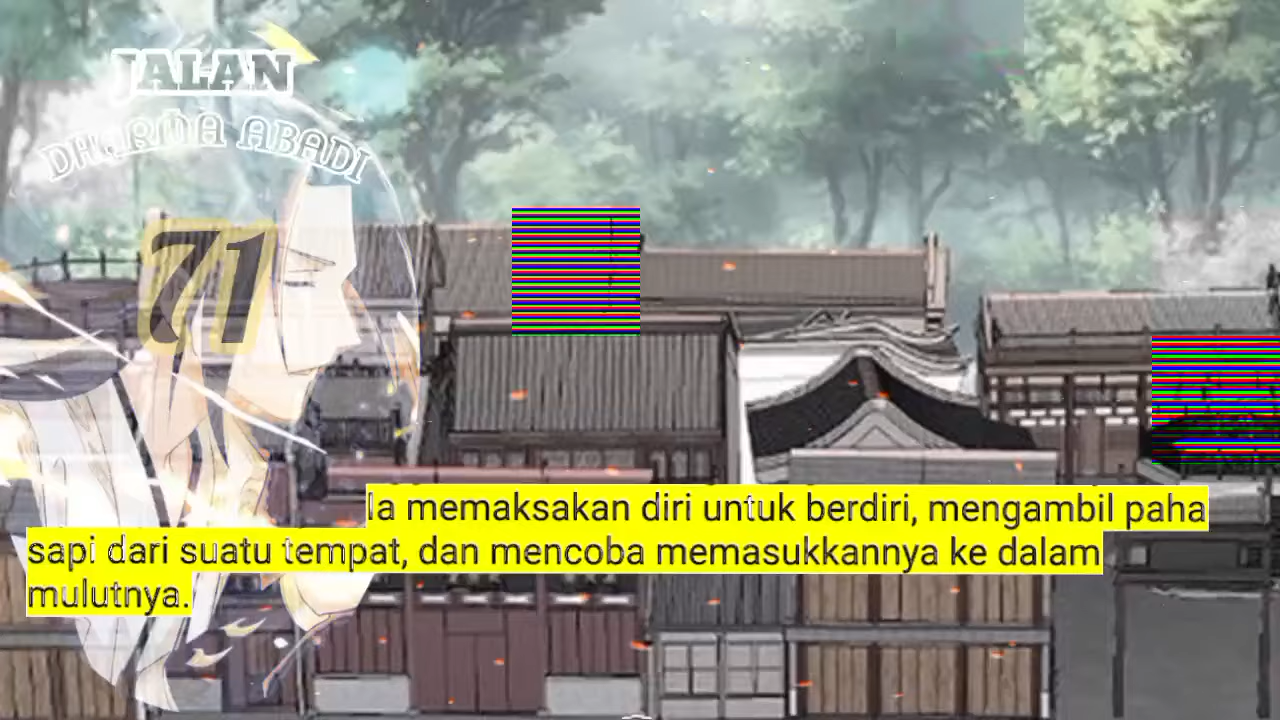 JALAN
DHARMA ABADI
71
Ia memaksakan diri untuk berdiri, mengambil paha
sapi dari suatu tempat, dan mencoba memasukkannya ke dalam
mulutnya.